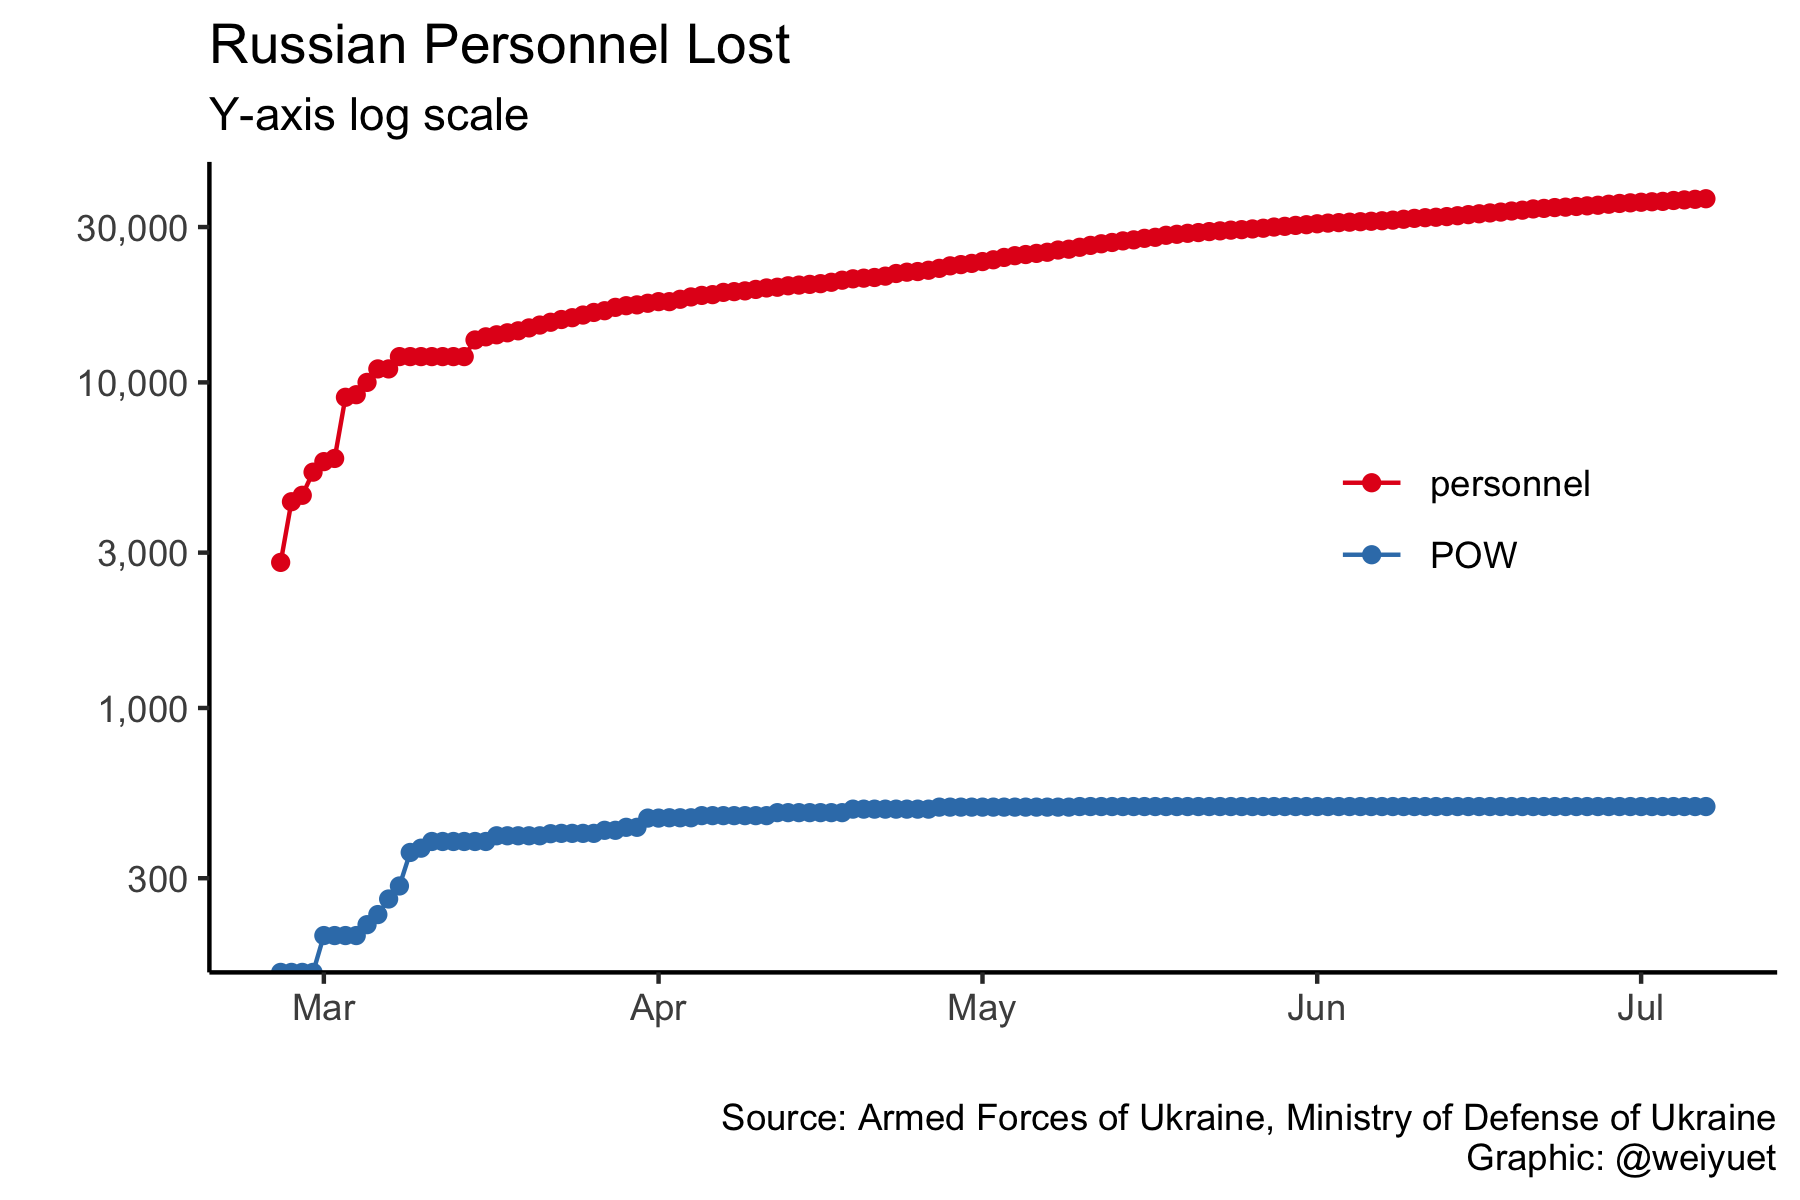 Russian Personnel Lost
Y-axis log scale
30,000
10,000
3,000
1,000
300
personnel
POW
Mar
Apr
May
Jun
Jul
Source: Armed Forces of Ukraine, Ministry of Defense of Ukraine
Graphic: @weiyuet